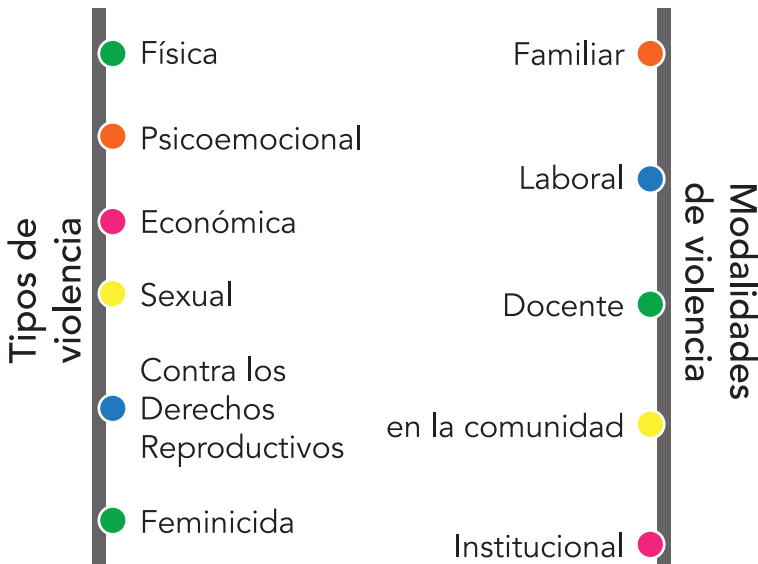 Tipos de
violencia
Física
Psicoemocional
Económica
Sexual
Contra los
Derechos
Reproductivos
Feminicida
Modalidades
de violencia
Familiar
Laboral
Docente
en la comunidad
Institucional